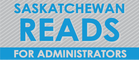 SASKATCHEWAN
READS
FOR ADMINISTRATORS